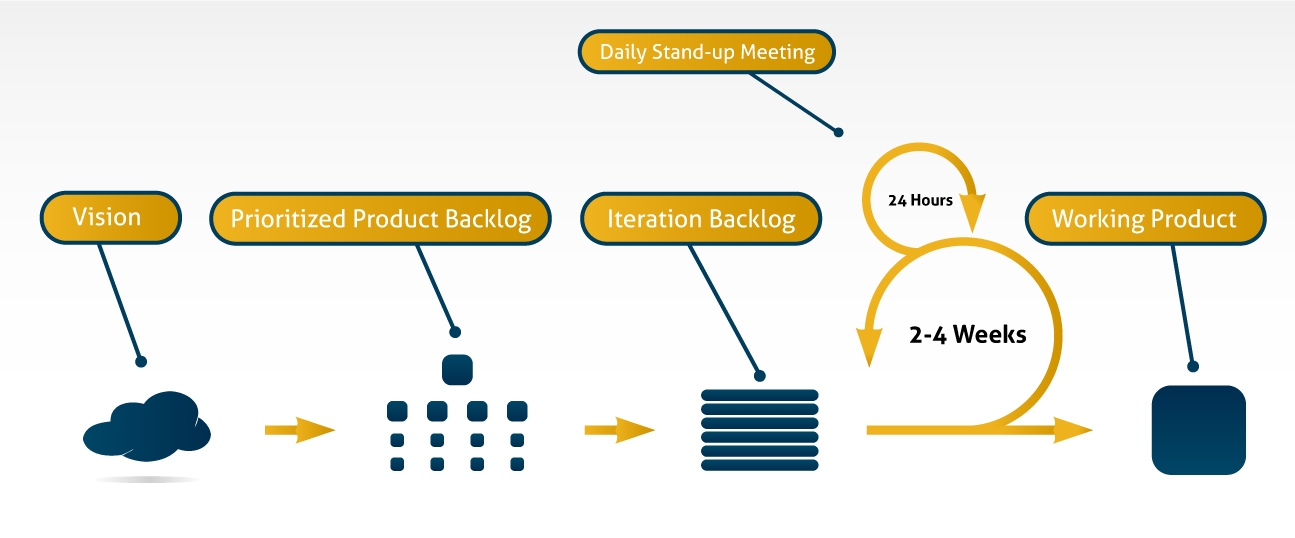 Daily Stand-up Meeting
Vision
Prioritized Product Backlog
Iteration Backlog
24 Hours
Working Product
2-4 Weeks